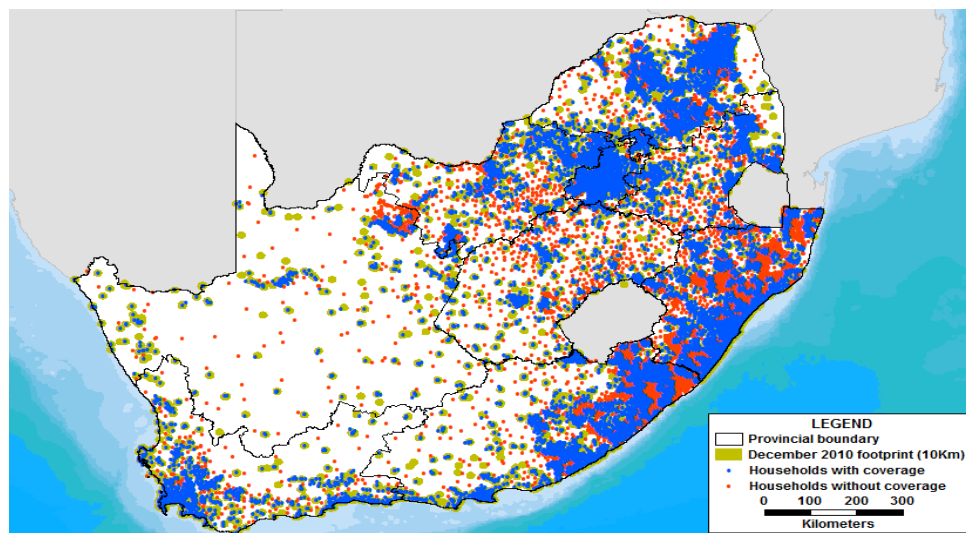 LEGEND
Provincial boundary
December 2010 footprint (10Km)
Households with coverage
Households without coverage
0 100 200 300
Kilometers